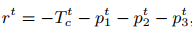 r^t = −T_c^t − p_1^t − p_2^t − p_3^t,